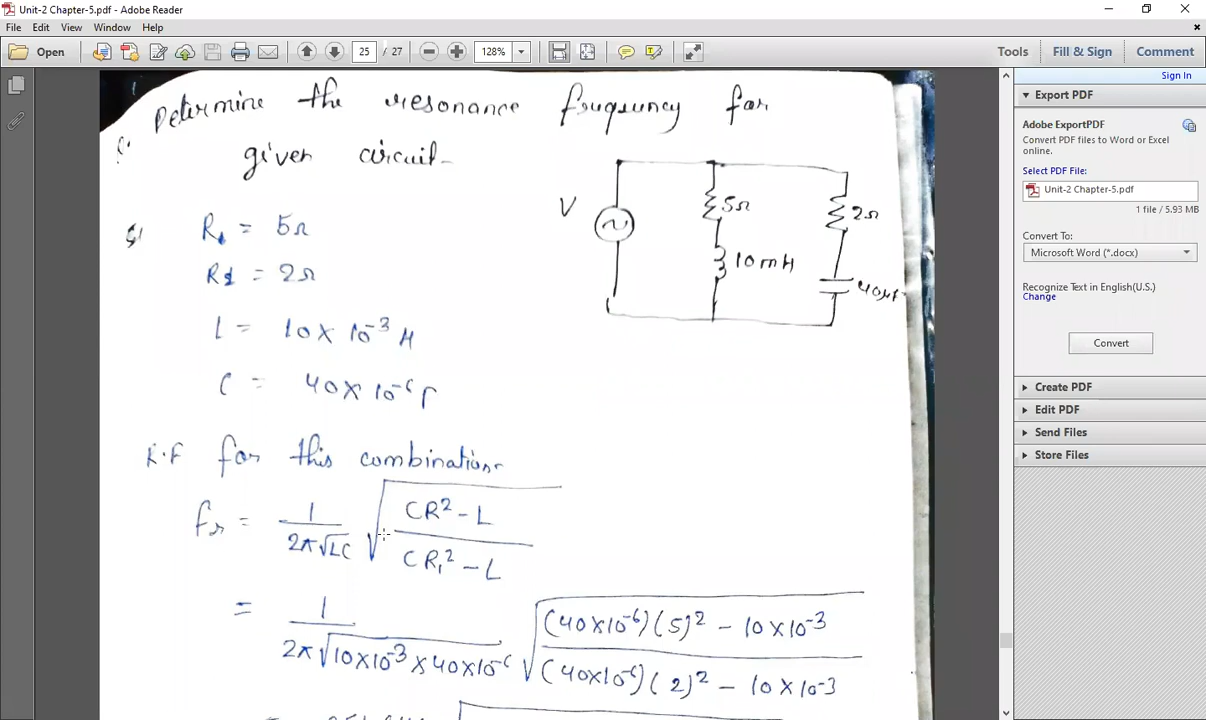 Unit-2 Chapter-5.pdf - Adobe Reader
File Edit View Window Help
Open 25 / 27 128% Tools Fill & Sign Comment
Sign In
Export PDF
Adobe ExportPDF
Convert PDF files to Word or Excel
online.
Select PDF File:
Unit-2 Chapter-5.pdf
1 file / 5.93 MB
Convert To:
Microsoft Word (*.docx)
Recognize Text in English(U.S.)
Change
Convert
Create PDF
Edit PDF
Send Files
Store Files
Determine the resonance frequency for
given circuit
V 5Ω 2Ω
10mH 40μF
R = 5Ω
R = 2Ω
L = 10 × 10⁻³ H
C = 40 × 10⁻⁶ F
R.F for this combination
fr = 1/(2π√LC) √((CR² - L)/(CR₁² - L))
= 1/(2π√(10×10⁻³ × 40×10⁻⁶)) √(((40×10⁻⁶)(5)² - 10×10⁻³)/((40×10⁻⁶)(2)² - 10×10⁻³))